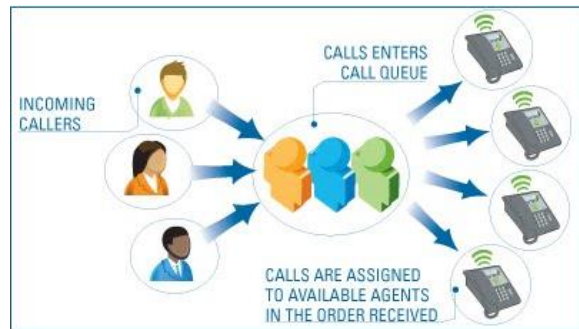 INCOMING
CALLERS
CALLS ENTERS
CALL QUEUE
CALLS ARE ASSIGNED
TO AVAILABLE AGENTS
IN THE ORDER RECEIVED